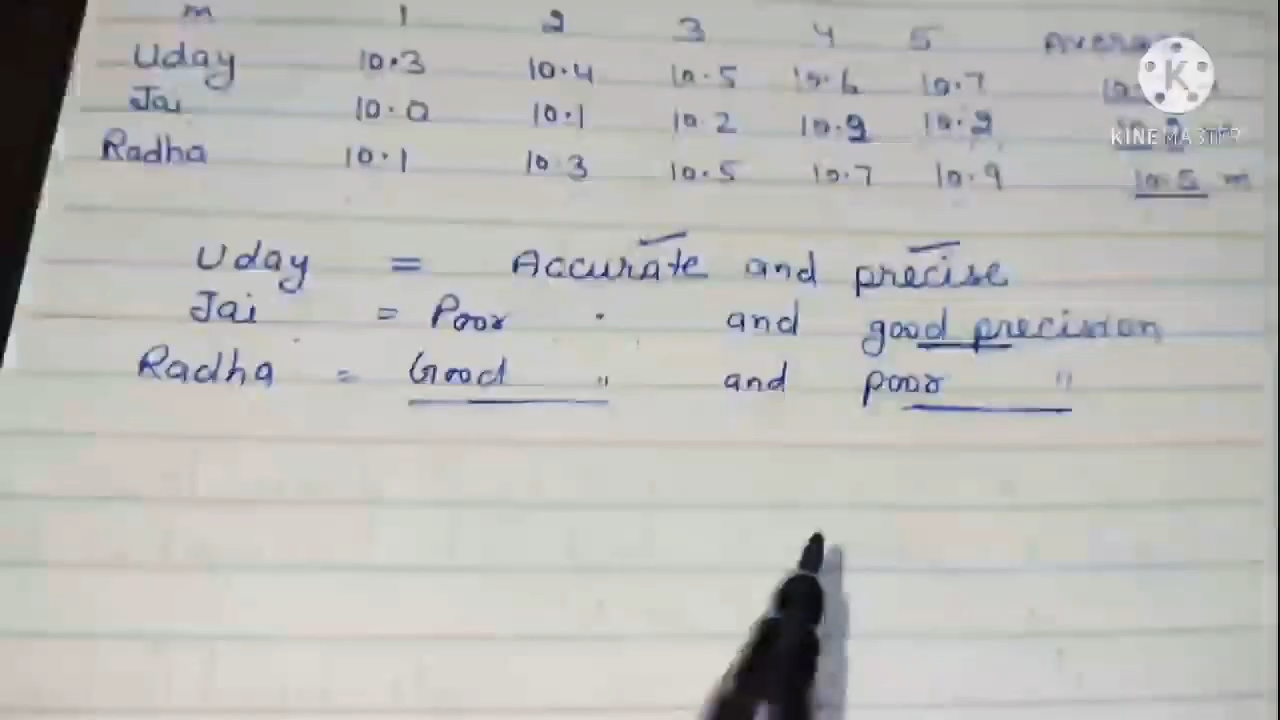 m 1 2 3 4 5
Uday 10.3 10.4 10.5 10.6 10.7
Jai 10.0 10.1 10.2 10.2 10.2
Radha 10.1 10.3 10.5 10.7 10.9 10.5 m
Uday = Accurate and precise
Jai = Poor " and good precision
Radha = Good " and poor "
KINEMASTER